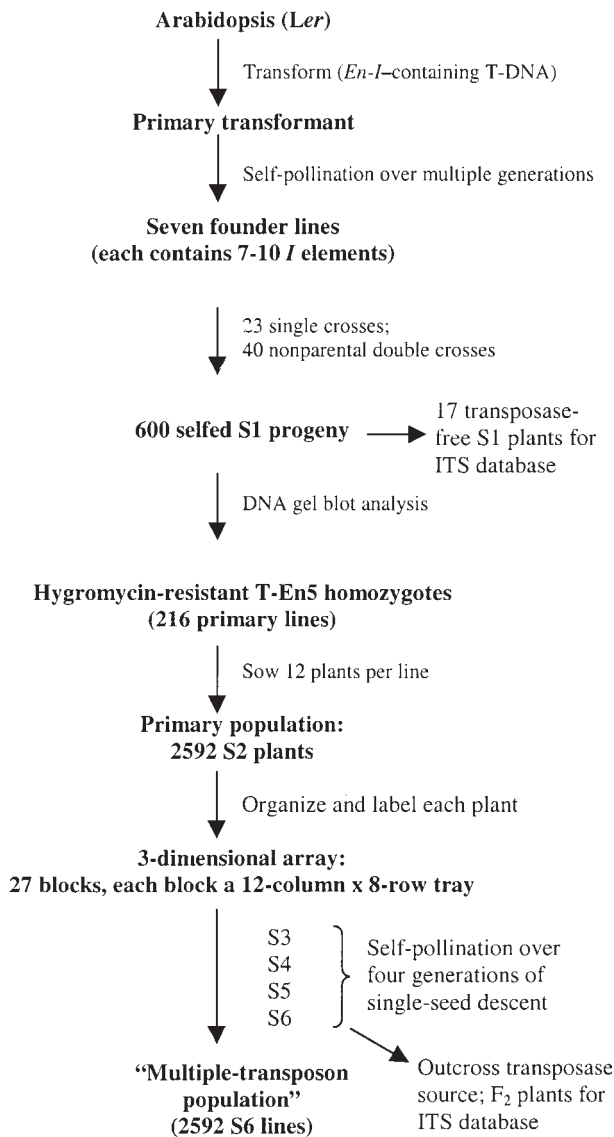 Arabidopsis (Ler)
Transform (En-I–containing T-DNA)
Primary transformant
Self-pollination over multiple generations
Seven founder lines
(each contains 7-10 I elements)
23 single crosses;
40 nonparental double crosses
600 selfed S1 progeny
17 transposase-
free S1 plants for
ITS database
DNA gel blot analysis
Hygromycin-resistant T-En5 homozygotes
(216 primary lines)
Sow 12 plants per line
Primary population:
2592 S2 plants
Organize and label each plant
3-dimensional array:
27 blocks, each block a 12-column x 8-row tray
S3
S4
S5
S6
Self-pollination over
four generations of
single-seed descent
“Multiple-transposon
population”
(2592 S6 lines)
Outcross transposase
source; F2 plants for
ITS database